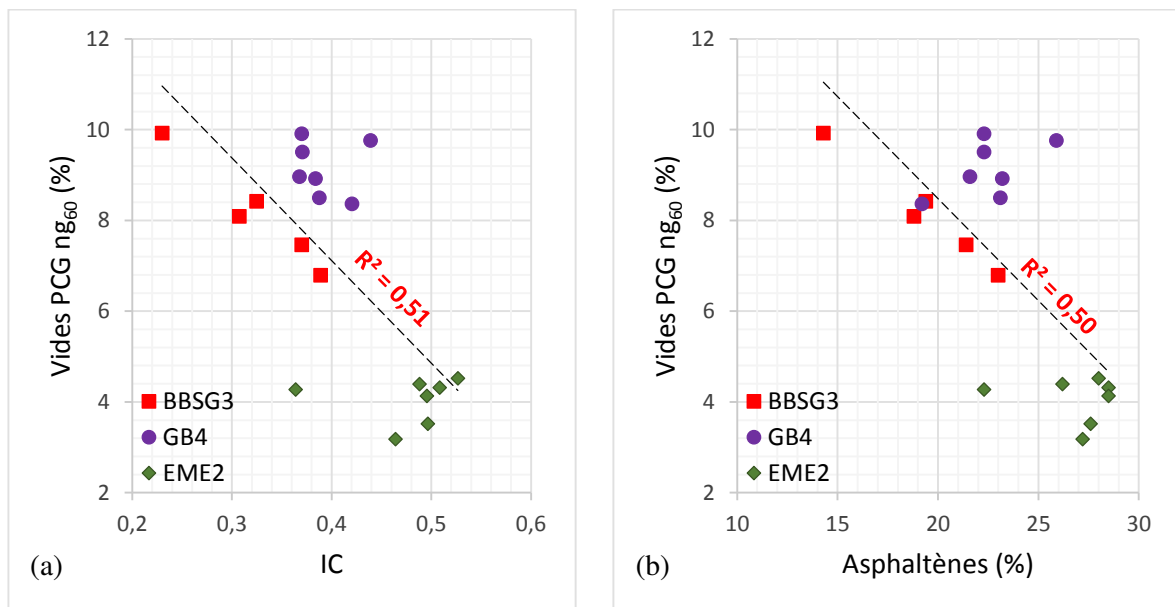 12
10
8
6
4
2
Vides PCG ng60 (%)
R² = 0,51
BBSG3
GB4
EME2
0,2 0,3 0,4 0,5 0,6
(a) IC
12
10
8
6
4
2
Vides PCG ng60 (%)
R² = 0,50
BBSG3
GB4
EME2
10 15 20 25 30
(b) Asphaltènes (%)